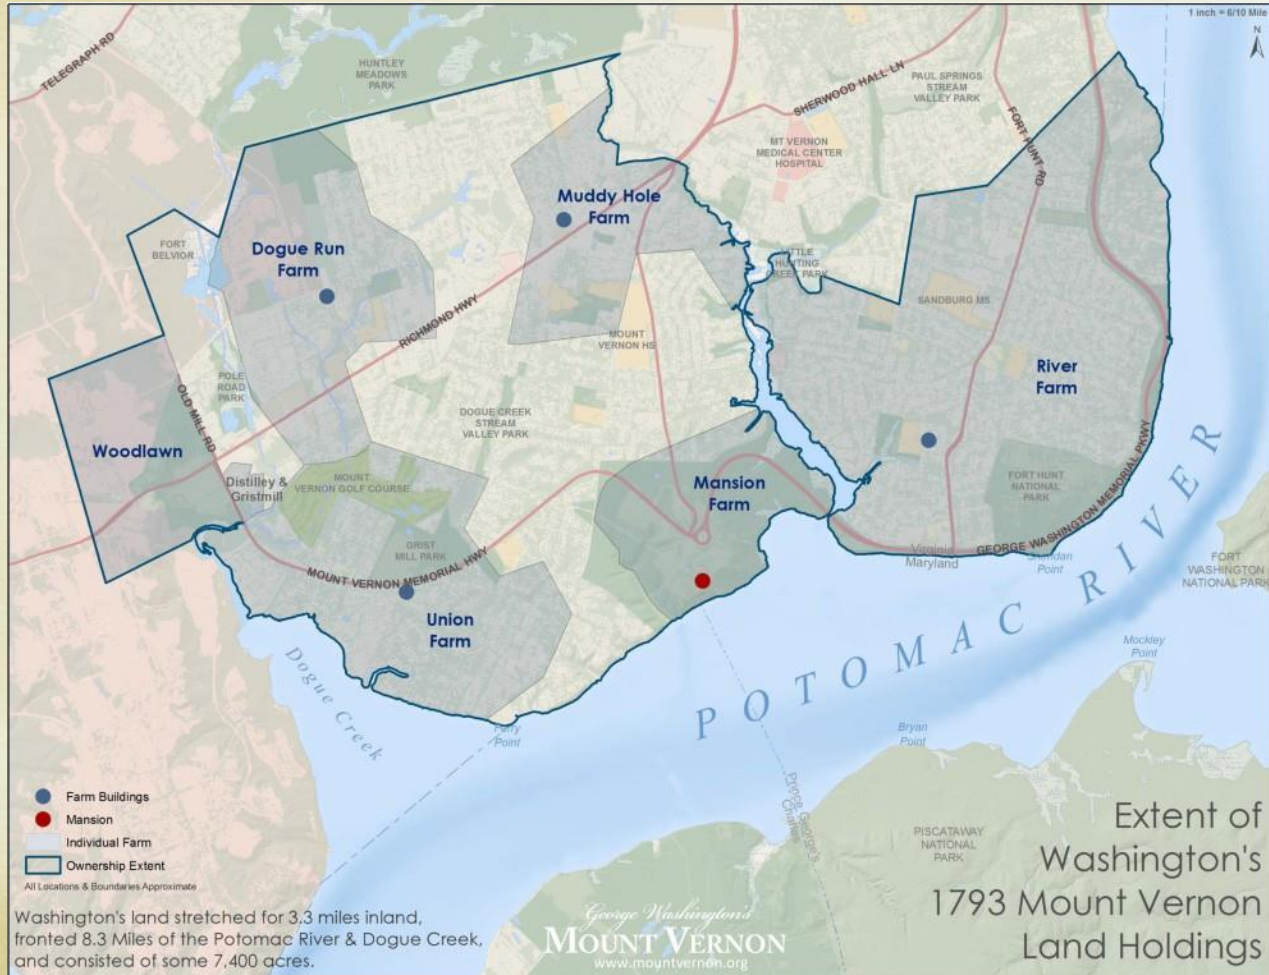 1 inch = 6/10 Mile
N
TELEGRAPH RD
HUNTLEY
MEADOWS
PARK
SHERWOOD HALL LN
PAUL SPRINGS
STREAM
VALLEY PARK
FORT HUNT RD
MT VERNON
MEDICAL CENTER
HOSPITAL
Muddy Hole
Farm
FORT
BELVIOR
Dogue Run
Farm
LITTLE
HUNTING
CREEK PARK
SANDBURG MS
RICHMOND HWY
MOUNT
VERNON HS
River
Farm
POLE
ROAD
PARK
OLD MILL RD
DOGUE CREEK
STREAM
VALLEY PARK
Woodlawn
Distilley &
Gristmill
MOUNT
VERNON GOLF COURSE
Mansion
Farm
FORT HUNT
NATIONAL
PARK
GEORGE WASHINGTON MEMORIAL PKWY
GRIST
MILL PARK
MOUNT VERNON MEMORIAL HWY
Virginia
Maryland
Sheridan
Point
FORT
WASHINGTON
NATIONAL PARK
Union
Farm
Dogue Creek
POTOMAC RIVER
Mockley
Point
Ferry
Point
Bryan
Point
Prince George's
Charles
PISCATAWAY
NATIONAL
PARK
Farm Buildings
Mansion
Individual Farm
Ownership Extent
All Locations & Boundaries Approximate
Washington's land stretched for 3.3 miles inland,
fronted 8.3 Miles of the Potomac River & Dogue Creek,
and consisted of some 7,400 acres.
George Washington's
MOUNT VERNON
www.mountvernon.org
Extent of
Washington's
1793 Mount Vernon
Land Holdings